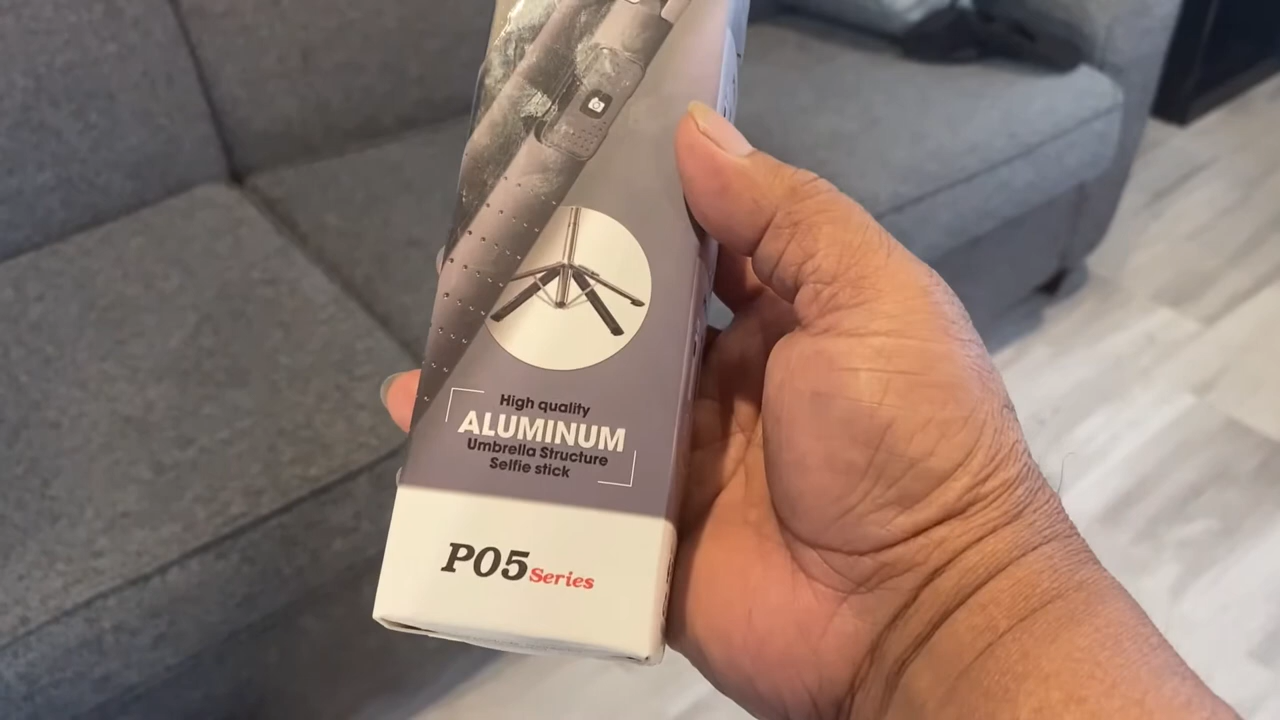 High quality
ALUMINUM
Umbrella Structure
Selfie stick
P05 Series